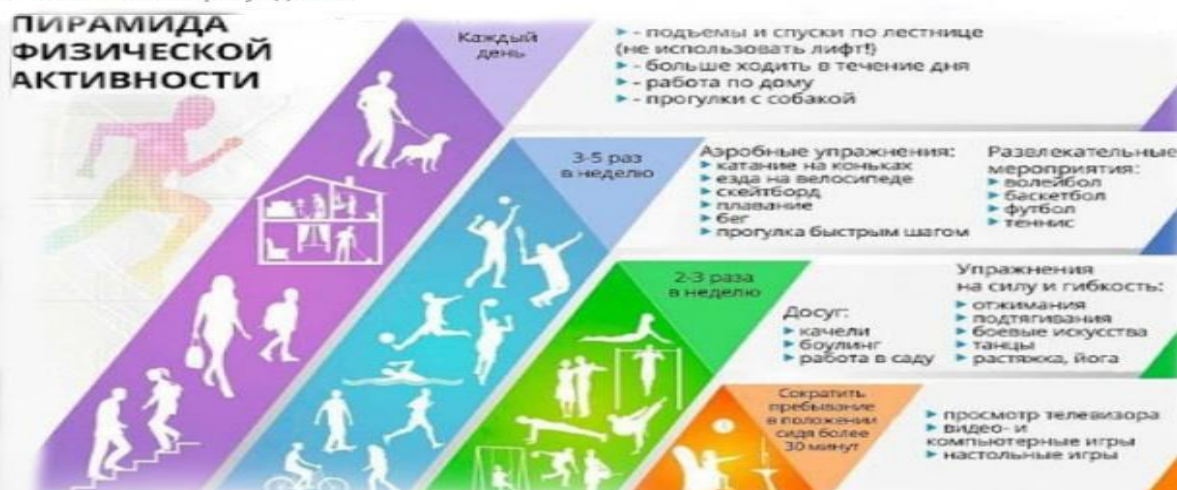 ПИРАМИДА
ФИЗИЧЕСКОЙ
АКТИВНОСТИ
Каждый
день
- подъемы и спуски по лестнице
(не использовать лифт!)
- больше ходить в течение дня
- работа по дому
- прогулки с собакой
3-5 раз
в неделю
Аэробные упражнения:
катание на коньках
езда на велосипеде
скейтборд
плавание
бег
прогулка быстрым шагом
Развлекательные
мероприятия:
волейбол
баскетбол
футбол
теннис
2-3 раза
в неделю
Досуг:
качели
боулинг
работа в саду
Упражнения
на силу и гибкость:
отжимания
подтягивания
боевые искусства
танцы
растяжка, йога
Сократить
пребывание
в положении
сидя более
30 минут
просмотр телевизора
видео- и
компьютерные игры
настольные игры